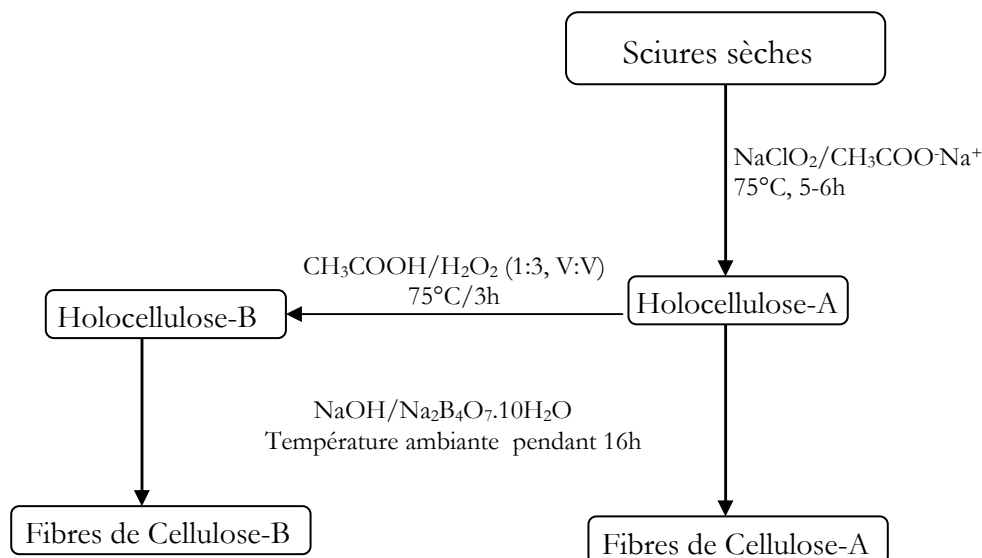 Sciures sèches
NaClO₂/CH₃COO⁻Na⁺
75°C, 5-6h
CH₃COOH/H₂O₂ (1:3, V:V)
75°C/3h
Holocellulose-B
Holocellulose-A
NaOH/Na₂B₄O₇.10H₂O
Température ambiante pendant 16h
Fibres de Cellulose-B
Fibres de Cellulose-A